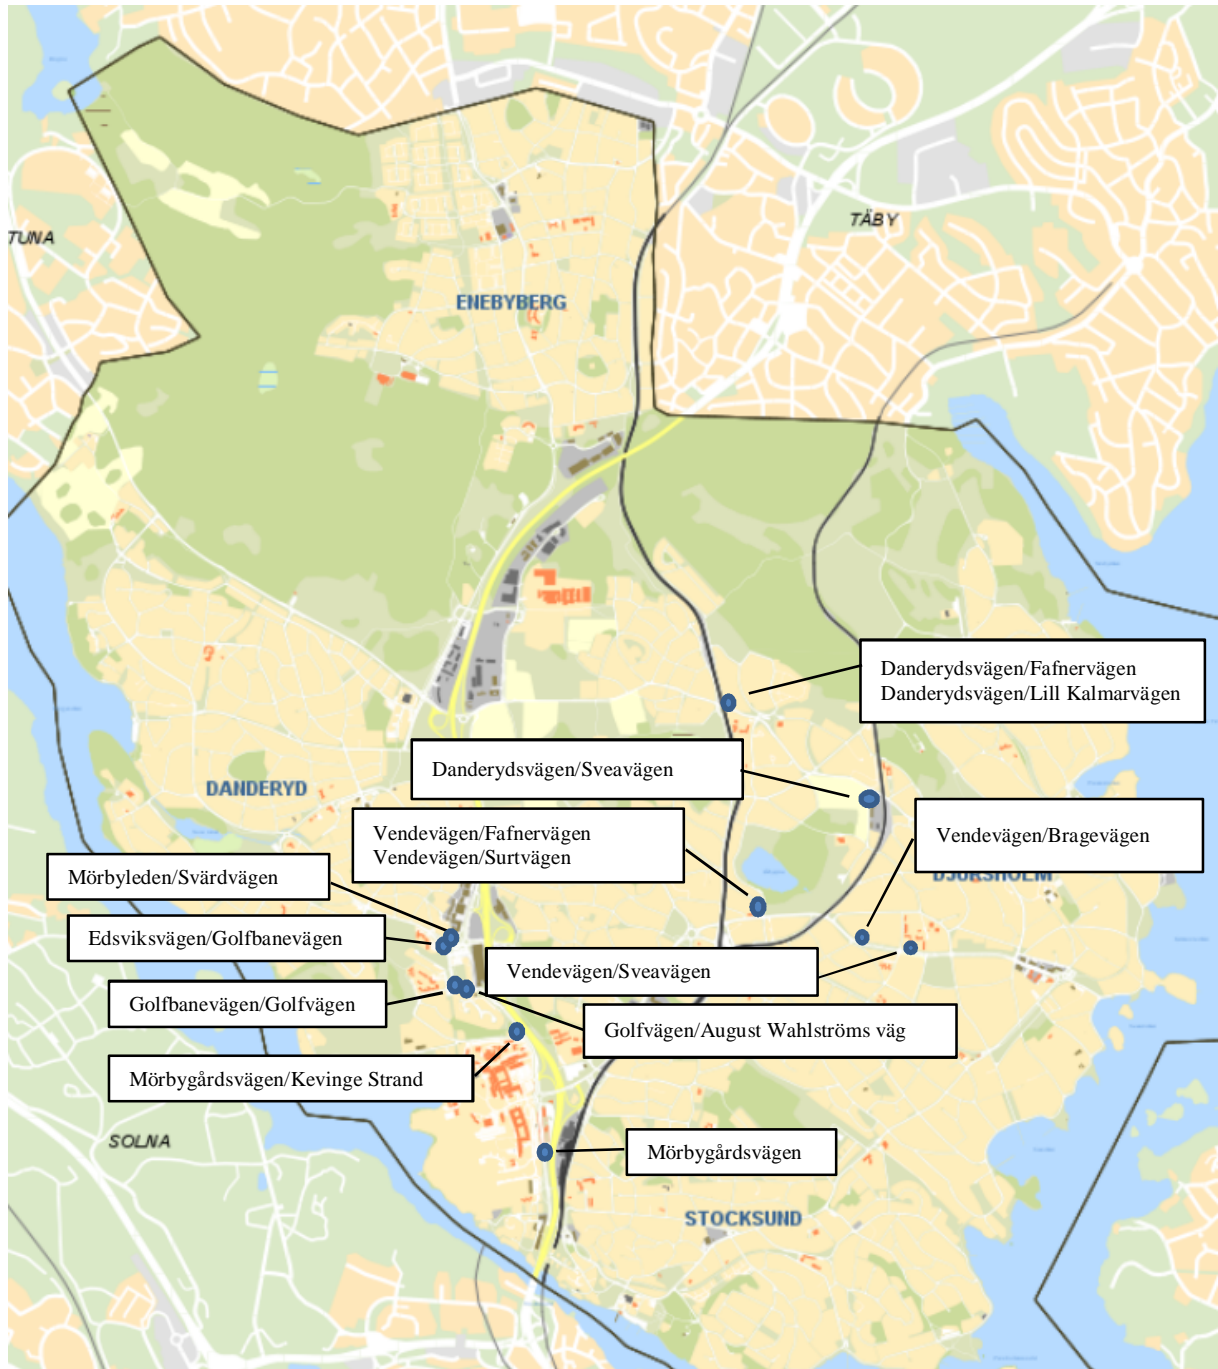 TUNA
TÄBY
ENEBYBERG
Danderydsvägen/Fafnervägen
Danderydsvägen/Lill Kalmarvägen
Danderydsvägen/Sveavägen
DANDERYD
Vendevägen/Fafnervägen
Vendevägen/Surtvägen
Vendevägen/Bragevägen
Mörbyleden/Svärdvägen
DJURSHOLM
Edsviksvägen/Golfbanevägen
Vendevägen/Sveavägen
Golfbanevägen/Golfvägen
Golfvägen/August Wahlströms väg
Mörbygårdsvägen/Kevinge Strand
SOLNA
Mörbygårdsvägen
STOCKSUND